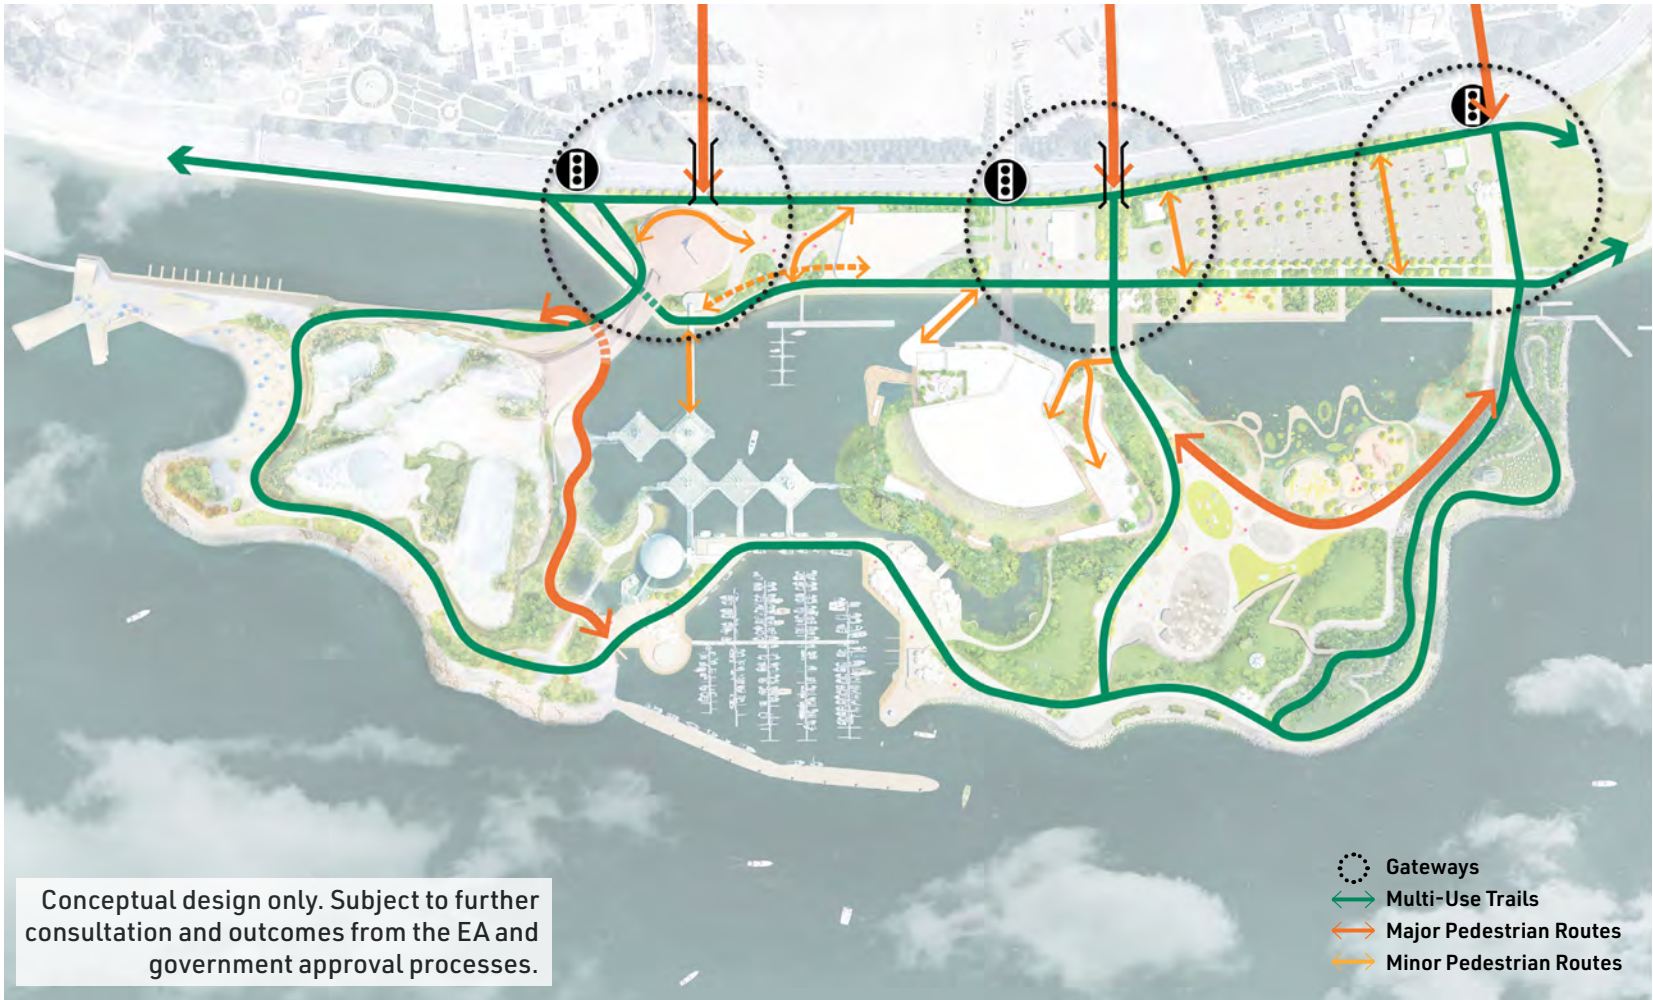 Gateways
Multi-Use Trails
Major Pedestrian Routes
Minor Pedestrian Routes
Conceptual design only. Subject to further
consultation and outcomes from the EA and
government approval processes.